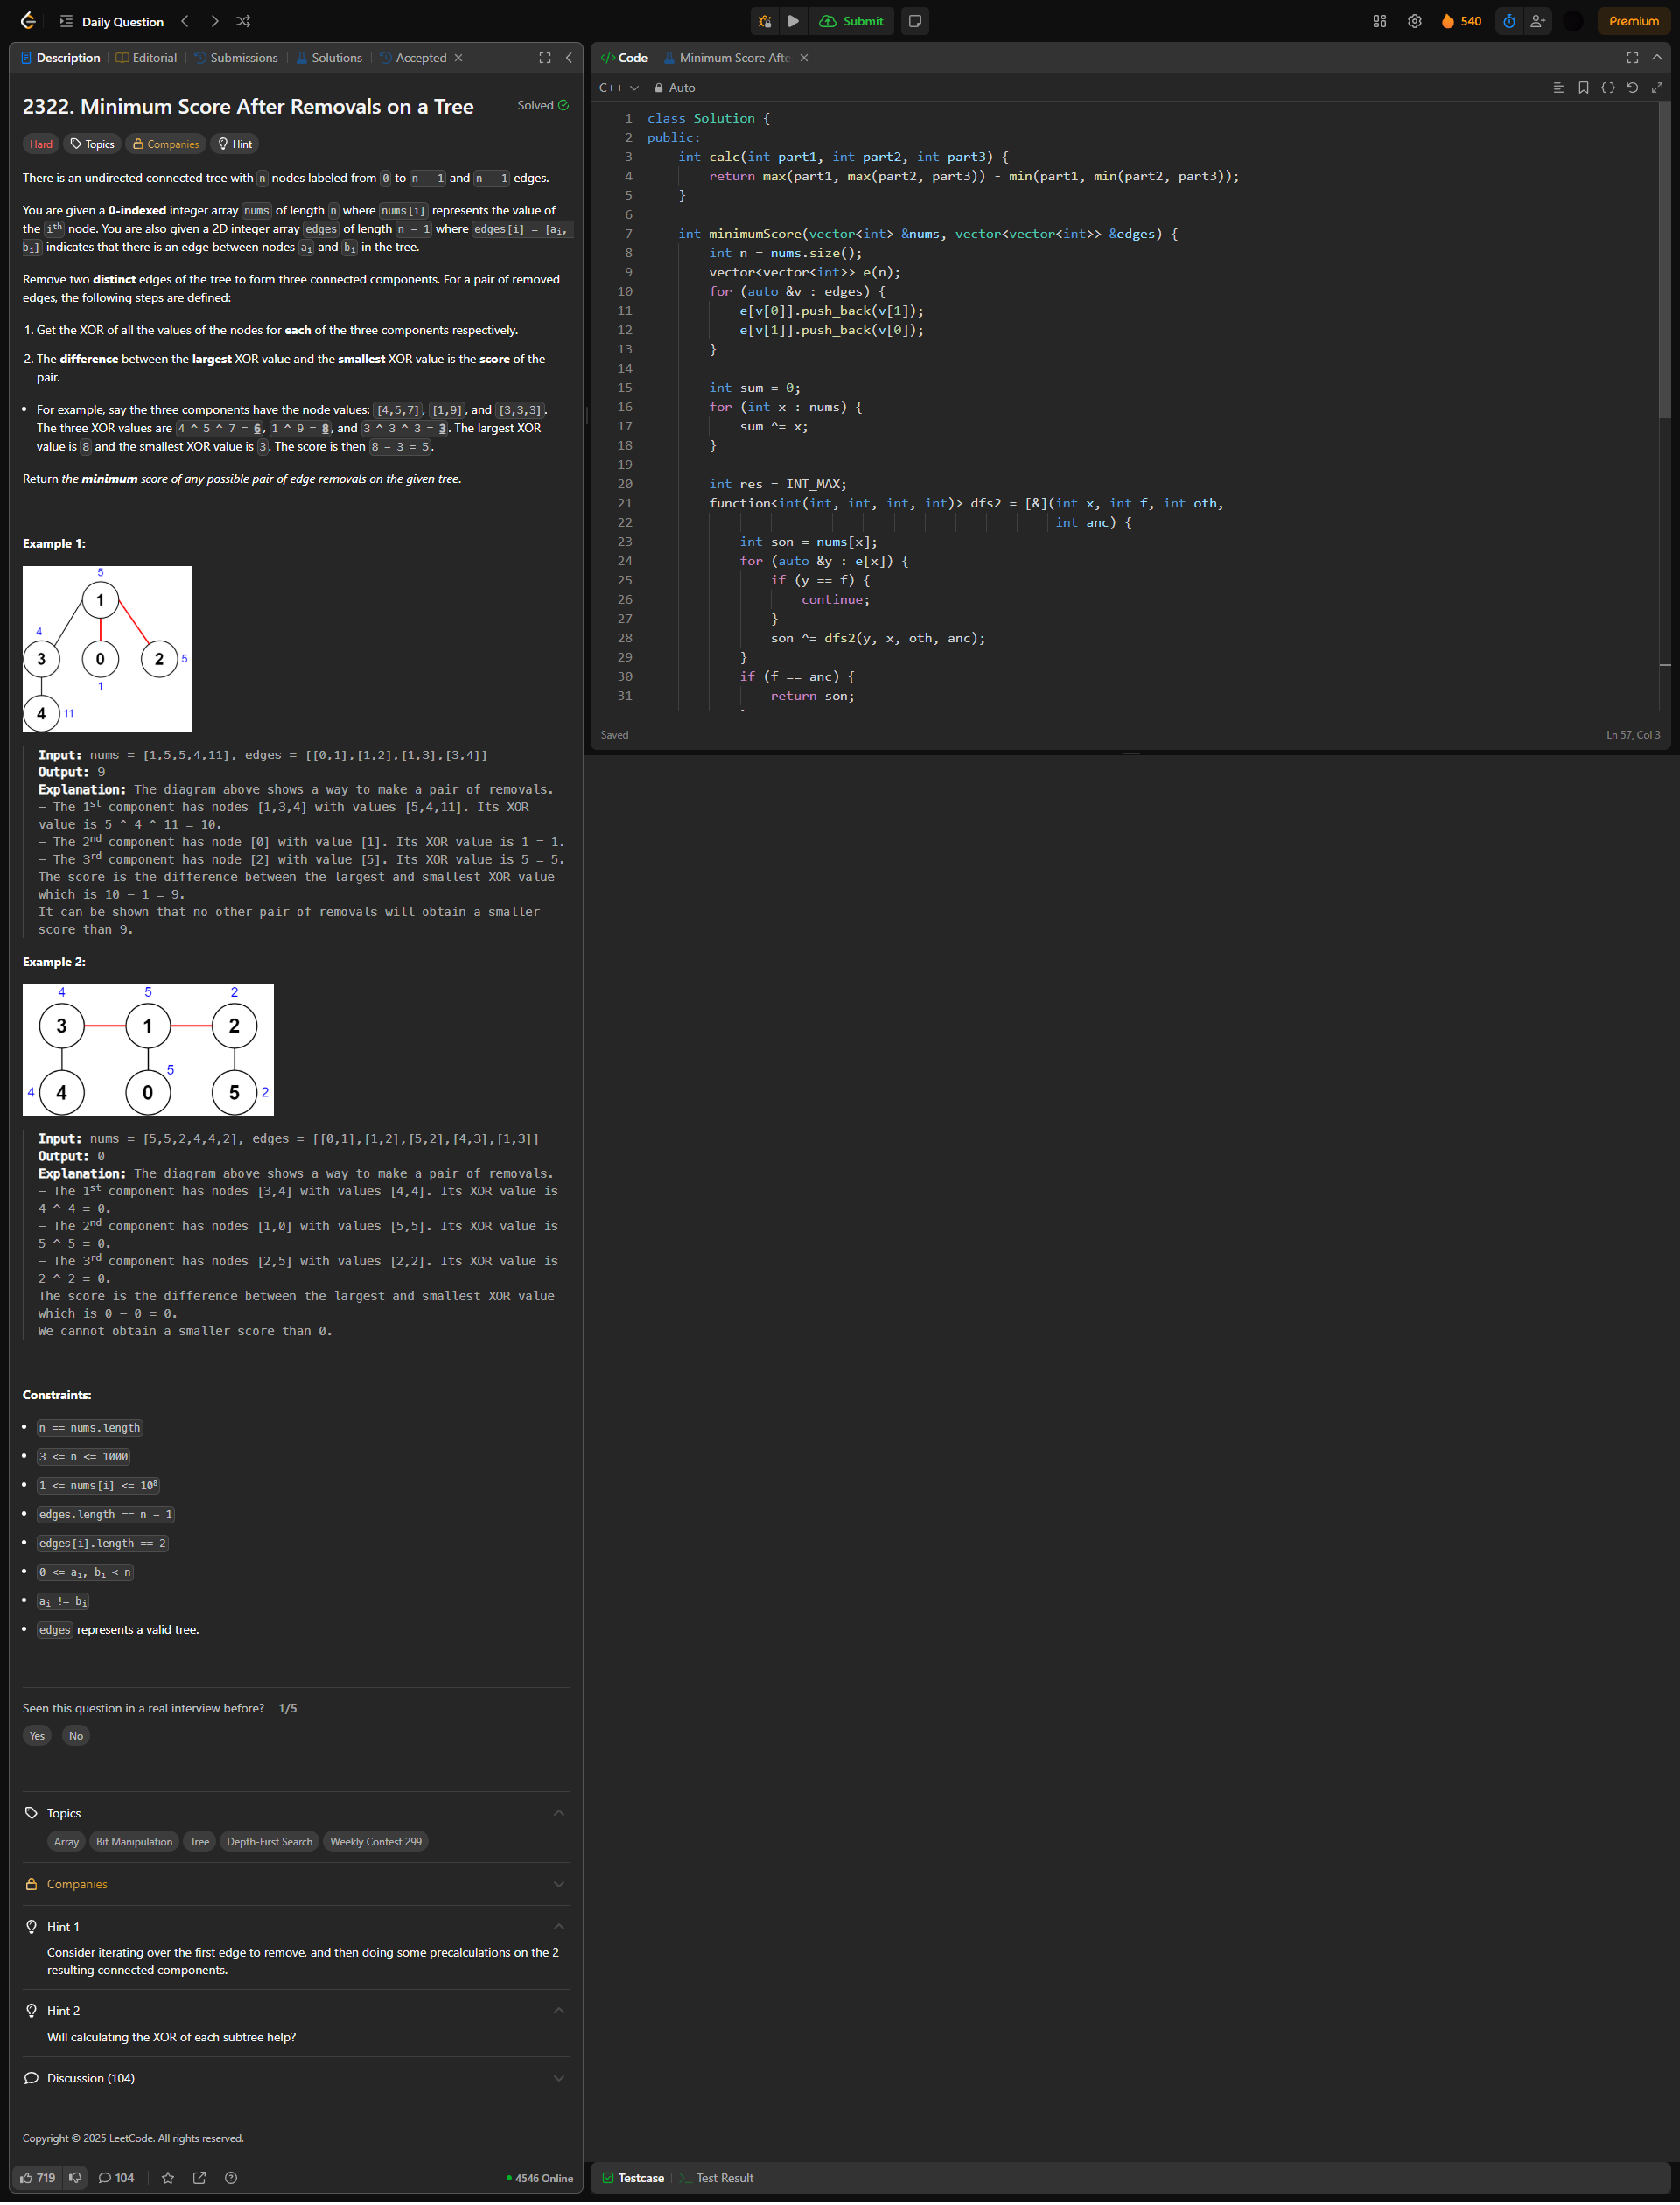 Daily Question
Submit
540
Premium
Description
Editorial
Submissions
Solutions
Accepted
2322. Minimum Score After Removals on a Tree
Solved
Hard
Topics
Companies
Hint
There is an undirected connected tree with n nodes labeled from 0 to n - 1 and n - 1 edges.
You are given a 0-indexed integer array nums of length n where nums[i] represents the value of
the ith node. You are also given a 2D integer array edges of length n - 1 where edges[i] = [ai,
bi] indicates that there is an edge between nodes ai and bi in the tree.
Remove two distinct edges of the tree to form three connected components. For a pair of removed
edges, the following steps are defined:
1. Get the XOR of all the values of the nodes for each of the three components respectively.
2. The difference between the largest XOR value and the smallest XOR value is the score of the
pair.
• For example, say the three components have the node values: [4,5,7], [1,9], and [3,3,3].
The three XOR values are 4 ^ 5 ^ 7 = 6, 1 ^ 9 = 8, and 3 ^ 3 ^ 3 = 3. The largest XOR
value is 8 and the smallest XOR value is 3. The score is then 8 - 3 = 5.
Return the minimum score of any possible pair of edge removals on the given tree.
Example 1:
5
1
4
3 0 2 5
1
4 11
Input: nums = [1,5,5,4,11], edges = [[0,1],[1,2],[1,3],[3,4]]
Output: 9
Explanation: The diagram above shows a way to make a pair of removals.
- The 1st component has nodes [1,3,4] with values [5,4,11]. Its XOR
value is 5 ^ 4 ^ 11 = 10.
- The 2nd component has node [0] with value [1]. Its XOR value is 1 = 1.
- The 3rd component has node [2] with value [5]. Its XOR value is 5 = 5.
The score is the difference between the largest and smallest XOR value
which is 10 - 1 = 9.
It can be shown that no other pair of removals will obtain a smaller
score than 9.
Example 2:
4 5 2
3 1 2
5
4 4 0 5 2
Input: nums = [5,5,2,4,4,2], edges = [[0,1],[1,2],[5,2],[4,3],[1,3]]
Output: 0
Explanation: The diagram above shows a way to make a pair of removals.
- The 1st component has nodes [3,4] with values [4,4]. Its XOR value is
4 ^ 4 = 0.
- The 2nd component has nodes [1,0] with values [5,5]. Its XOR value is
5 ^ 5 = 0.
- The 3rd component has nodes [2,5] with values [2,2]. Its XOR value is
2 ^ 2 = 0.
The score is the difference between the largest and smallest XOR value
which is 0 - 0 = 0.
We cannot obtain a smaller score than 0.
Constraints:
• n == nums.length
• 3 <= n <= 1000
• 1 <= nums[i] <= 10⁸
• edges.length == n - 1
• edges[i].length == 2
• 0 <= ai, bi < n
• ai != bi
• edges represents a valid tree.
Seen this question in a real interview before? 1/5
Yes No
Topics
Array
Bit Manipulation
Tree
Depth-First Search
Weekly Contest 299
Companies
Hint 1
Consider iterating over the first edge to remove, and then doing some precalculations on the 2
resulting connected components.
Hint 2
Will calculating the XOR of each subtree help?
Discussion (104)
Copyright © 2025 LeetCode. All rights reserved.
719
104
4546 Online
</> Code
Minimum Score Afte
C++
Auto
1 class Solution {
2 public:
3 int calc(int part1, int part2, int part3) {
4 return max(part1, max(part2, part3)) - min(part1, min(part2, part3));
5 }
6
7 int minimumScore(vector<int> &nums, vector<vector<int>> &edges) {
8 int n = nums.size();
9 vector<vector<int>> e(n);
10 for (auto &v : edges) {
11 e[v[0]].push_back(v[1]);
12 e[v[1]].push_back(v[0]);
13 }
14
15 int sum = 0;
16 for (int x : nums) {
17 sum ^= x;
18 }
19
20 int res = INT_MAX;
21 function<int(int, int, int, int)> dfs2 = [&](int x, int f, int oth,
22 int anc) {
23 int son = nums[x];
24 for (auto &y : e[x]) {
25 if (y == f) {
26 continue;
27 }
28 son ^= dfs2(y, x, oth, anc);
29 }
30 if (f == anc) {
31 return son;
Saved
Ln 57, Col 3
Testcase
Test Result